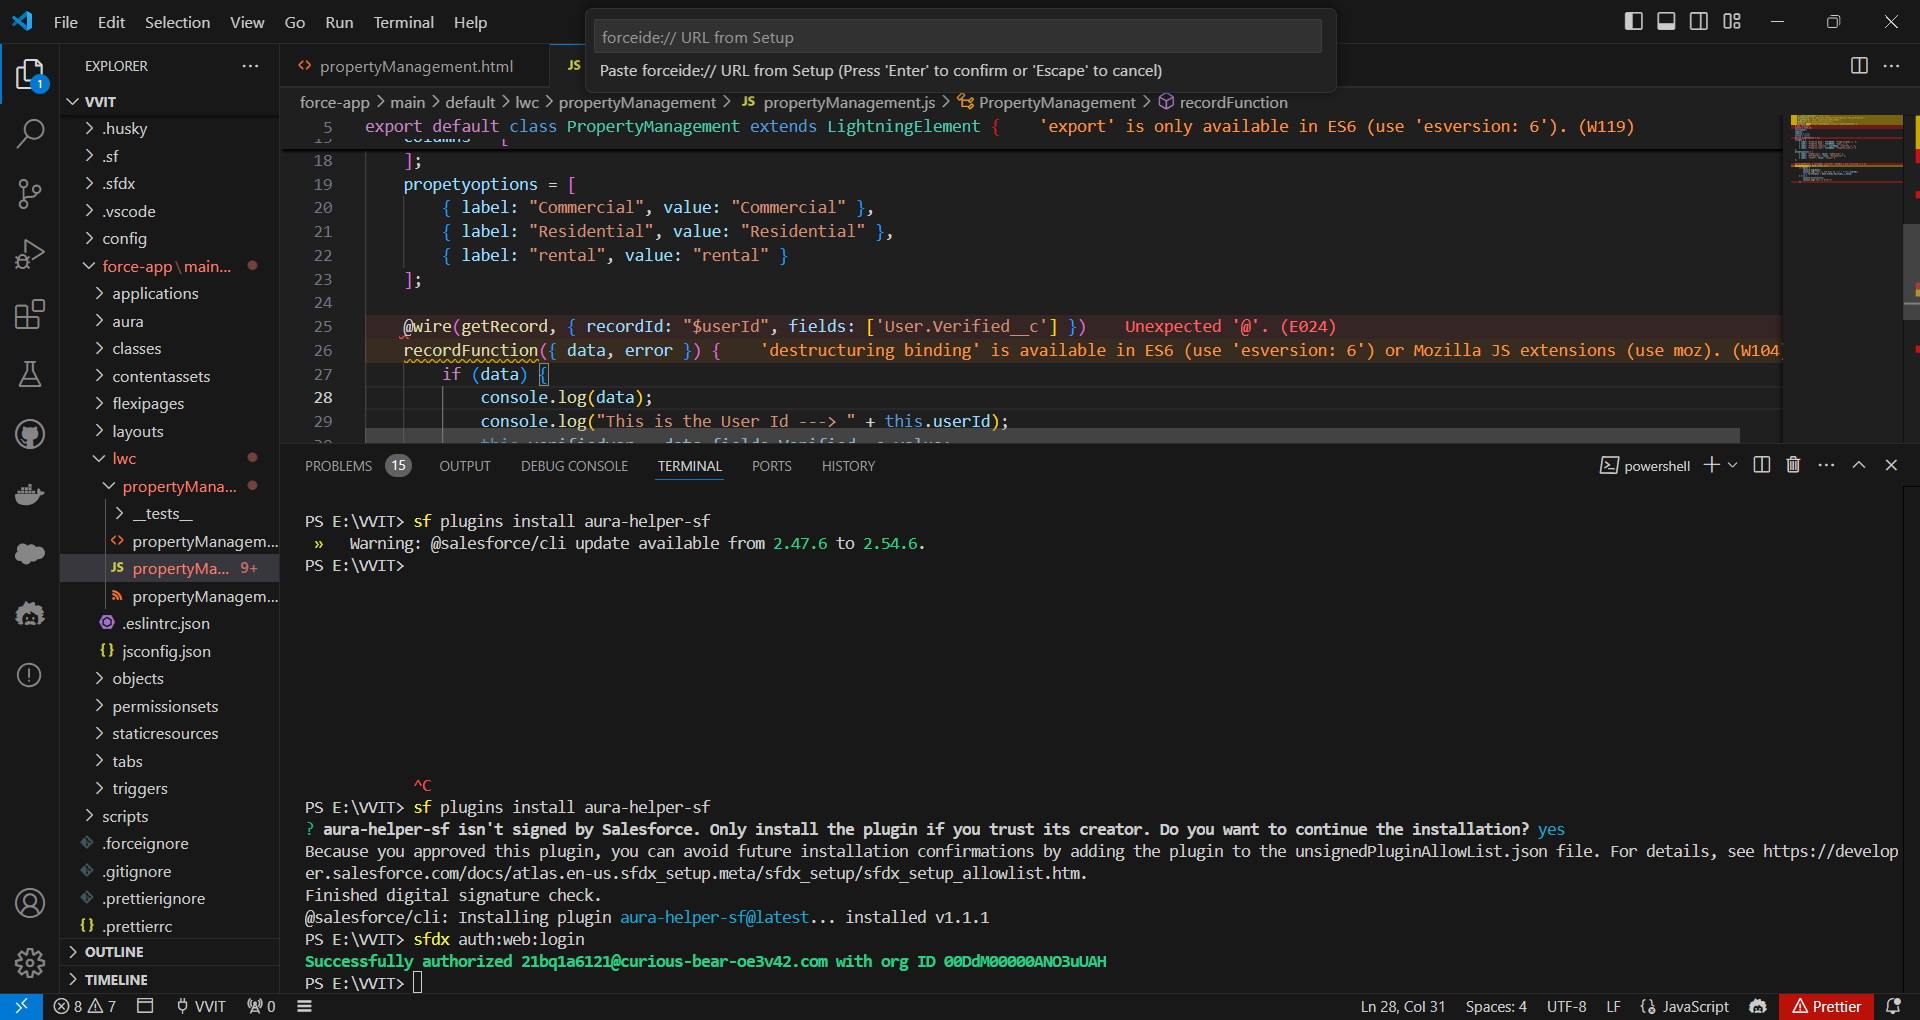 File Edit Selection View Go Run Terminal Help
forceide:// URL from Setup
Paste forceide:// URL from Setup (Press 'Enter' to confirm or 'Escape' to cancel)
1
EXPLORER
VVIT
.husky
.sf
.sfdx
.vscode
config
force-app\main...
applications
aura
classes
contentassets
flexipages
layouts
lwc
propertyMana...
__tests__
propertyManagem...
JS propertyMa... 9+
propertyManagem...
.eslintrc.json
{} jsconfig.json
objects
permissionsets
staticresources
tabs
triggers
scripts
.forceignore
.gitignore
.prettierignore
{} .prettierrc
OUTLINE
TIMELINE
propertyManagement.html
JS
force-app > main > default > lwc > propertyManagement > JS propertyManagement.js > PropertyManagement > recordFunction
5 export default class PropertyManagement extends LightningElement { 'export' is only available in ES6 (use 'esversion: 6'). (W119)
18 ];
19 propetyoptions = [
20 { label: "Commercial", value: "Commercial" },
21 { label: "Residential", value: "Residential" },
22 { label: "rental", value: "rental" }
23 ];
24
25 @wire(getRecord, { recordId: "$userId", fields: ['User.Verified__c'] }) Unexpected '@'. (E024)
26 recordFunction({ data, error }) { 'destructuring binding' is available in ES6 (use 'esversion: 6') or Mozilla JS extensions (use moz). (W104
27 if (data) {
28 console.log(data);
29 console.log("This is the User Id ---> " + this.userId);
PROBLEMS 15 OUTPUT DEBUG CONSOLE TERMINAL PORTS HISTORY
powershell
PS E:\VVIT> sf plugins install aura-helper-sf
» Warning: @salesforce/cli update available from 2.47.6 to 2.54.6.
PS E:\VVIT>
^C
PS E:\VVIT> sf plugins install aura-helper-sf
? aura-helper-sf isn't signed by Salesforce. Only install the plugin if you trust its creator. Do you want to continue the installation? yes
Because you approved this plugin, you can avoid future installation confirmations by adding the plugin to the unsignedPluginAllowList.json file. For details, see https://develop
er.salesforce.com/docs/atlas.en-us.sfdx_setup.meta/sfdx_setup/sfdx_setup_allowlist.htm.
Finished digital signature check.
@salesforce/cli: Installing plugin aura-helper-sf@latest... installed v1.1.1
PS E:\VVIT> sfdx auth:web:login
Successfully authorized 21bq1a6121@curious-bear-oe3v42.com with org ID 00DdM00000ANO3uUAH
PS E:\VVIT>
8 7 VVIT 0
Ln 28, Col 31 Spaces: 4 UTF-8 LF {} JavaScript Prettier